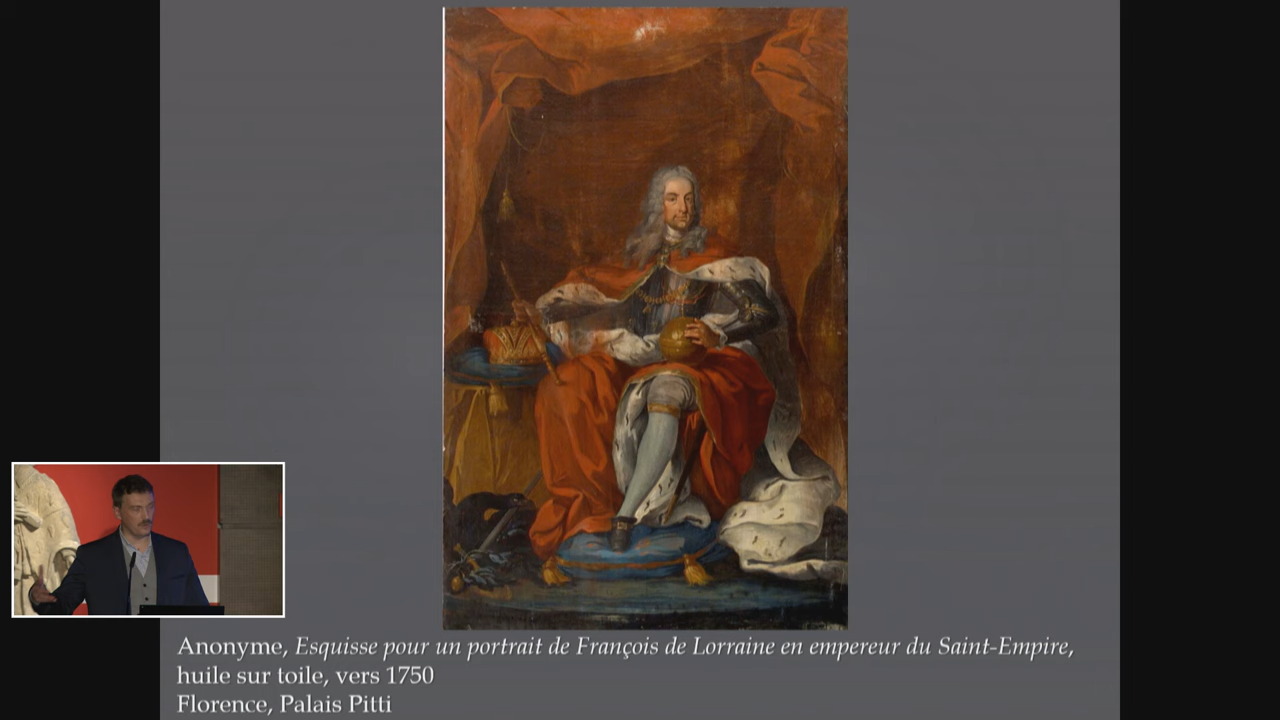 Anonyme, Esquisse pour un portrait de François de Lorraine en empereur du Saint-Empire,
huile sur toile, vers 1750
Florence, Palais Pitti